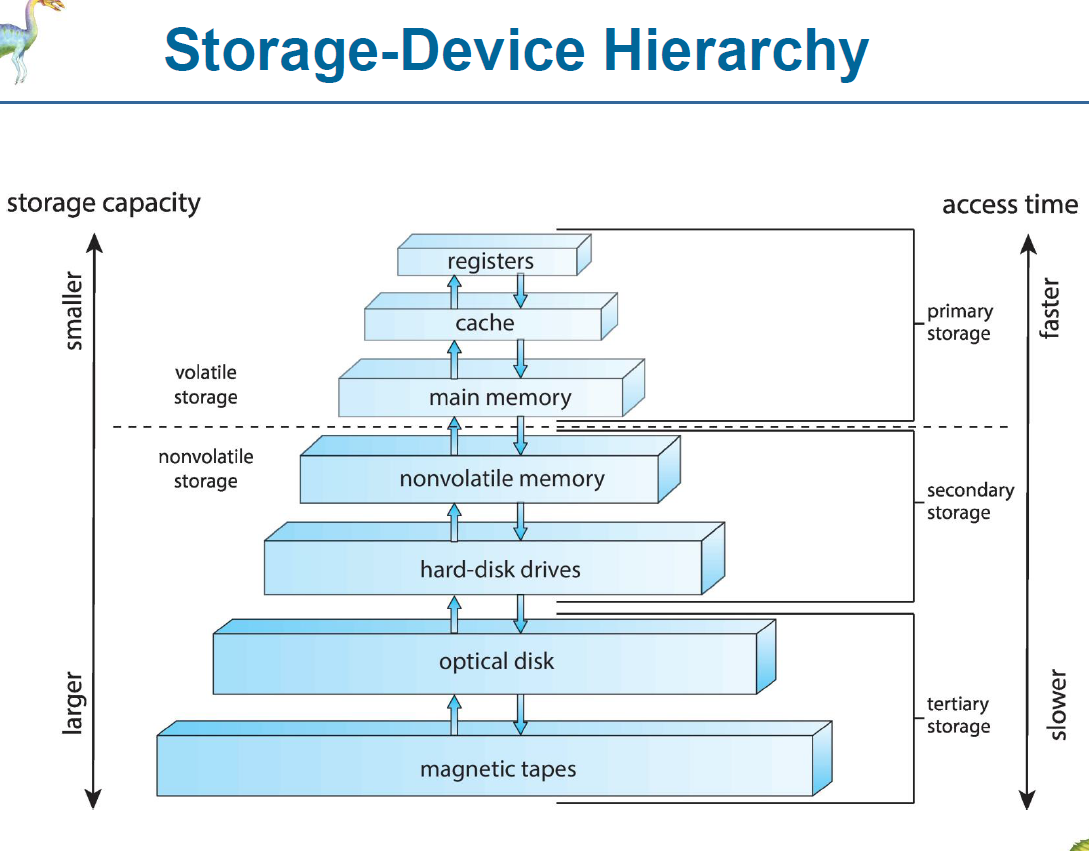 Storage-Device Hierarchy
storage capacity
access time
smaller
larger
faster
slower
volatile
storage
nonvolatile
storage
registers
cache
main memory
nonvolatile memory
hard-disk drives
optical disk
magnetic tapes
primary
storage
secondary
storage
tertiary
storage